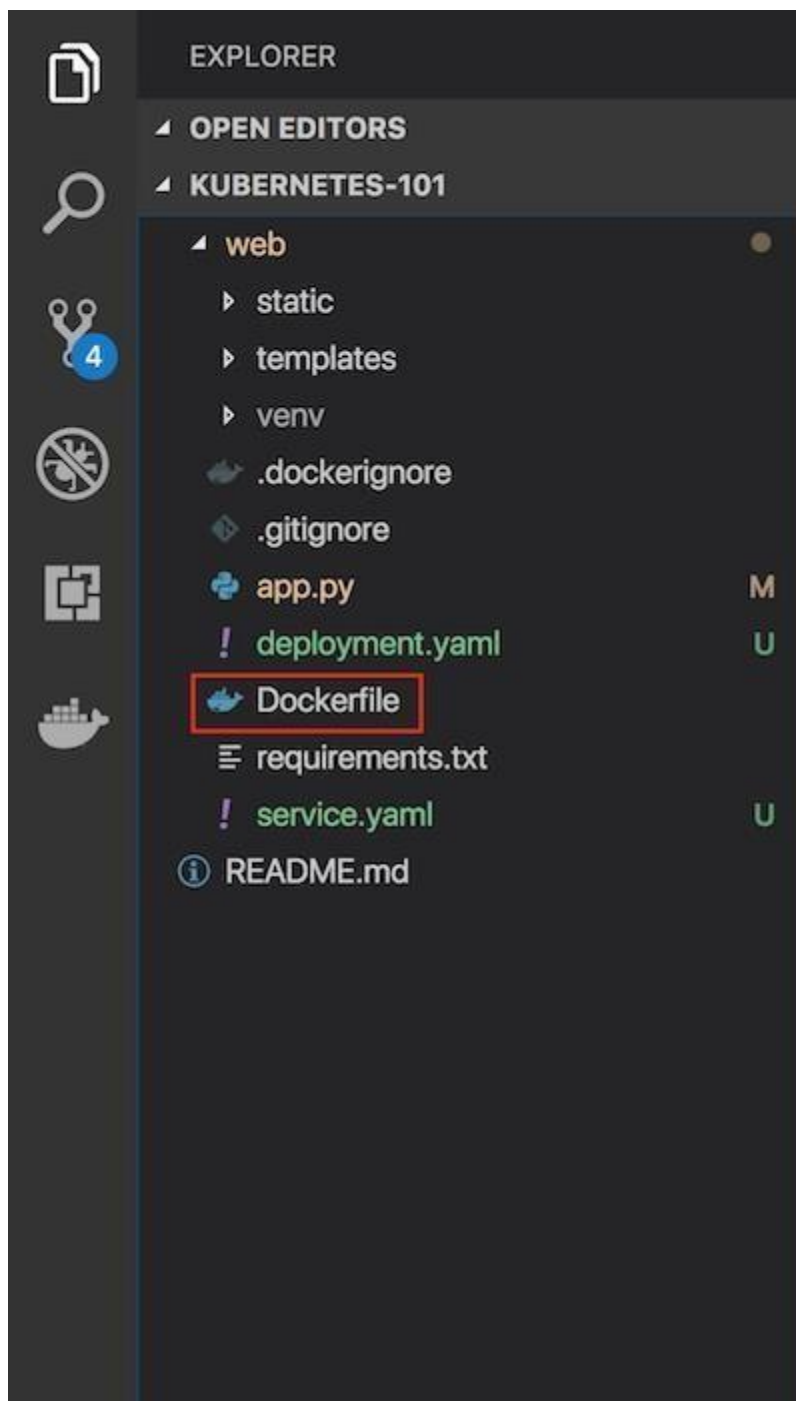 EXPLORER
OPEN EDITORS
KUBERNETES-101
web
static
templates
venv
4
.dockerignore
.gitignore
app.py M
deployment.yaml U
Dockerfile
requirements.txt
service.yaml U
README.md